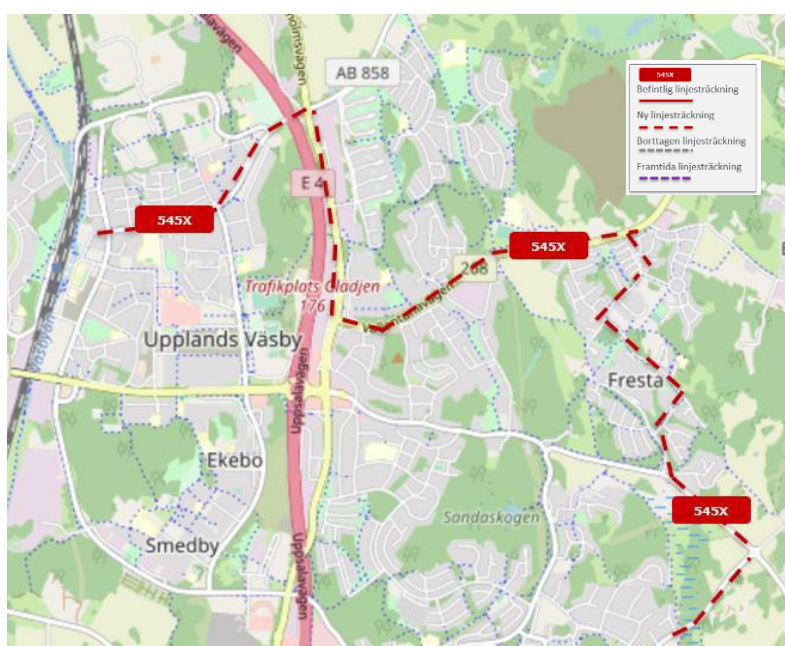 Uppsalavägen
AB 858
545X
Befintlig linjesträckning
Ny linjesträckning
Borttagen linjesträckning
Framtida linjesträckning
E 4
545X
545X
268
Trafikplats Glädjen
176
Upplands Väsby
Fresta
Uppsalavägen
Ekebo
545X
Sandaskogen
Smedby
Uppsalavägen